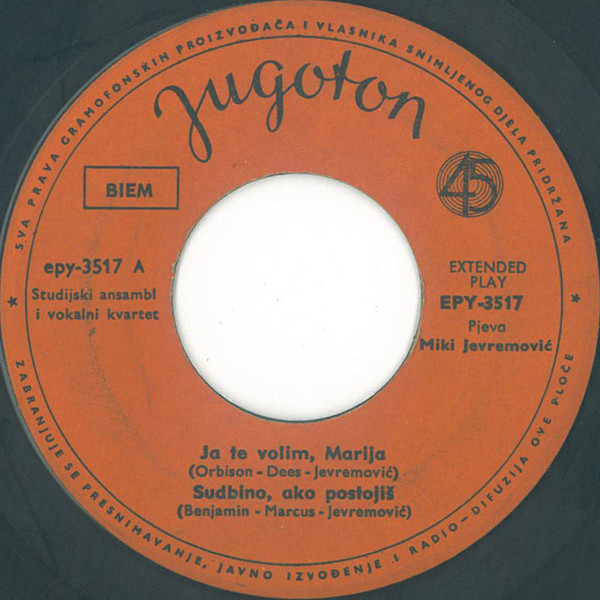 SVA PRAVA GRAMOFONSKIH PROIZVOĐAČA I VLASNIKA SNIMLJENOG DJELA PRIDRŽANA
Jugoton
BIEM
45
epy-3517 A
Studijski ansambl
i vokalni kvartet
EXTENDED
PLAY
EPY-3517
Pjeva
Miki Jevremović
Ja te volim, Marija
(Orbison - Dees - Jevremović)
Sudbino, ako postojiš
(Benjamin - Marcus - Jevremović)
★ ZABRANJUJE SE PRESNIMAVANJE, JAVNO IZVOĐENJE I RADIO - DIFUZIJA OVE PLOČE ★